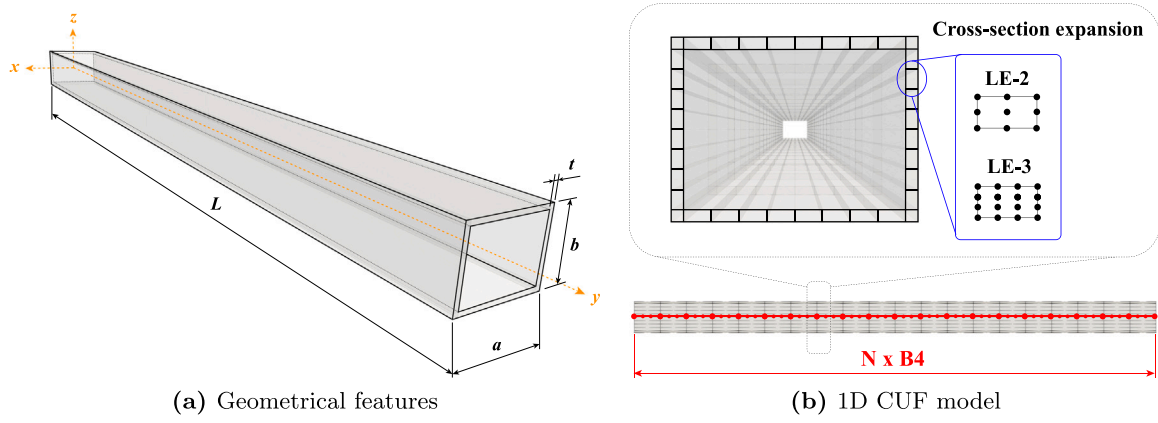 z
x
L
t
b
y
a
(a) Geometrical features
Cross-section expansion
LE-2
LE-3
N x B4
(b) 1D CUF model